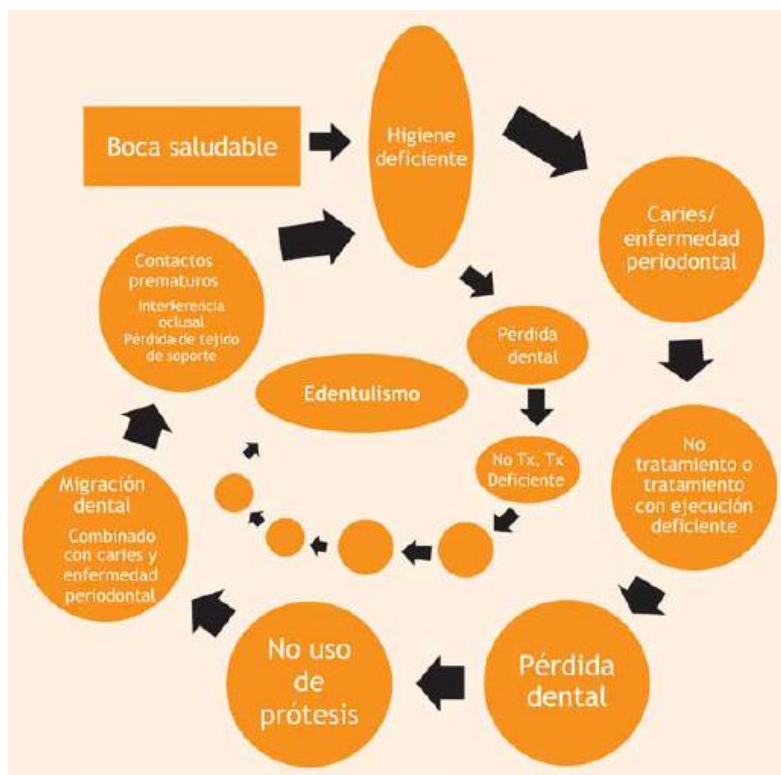 Boca saludable
Higiene
deficiente
Caries/
enfermedad
periodontal
No
tratamiento o
tratamiento
con ejecución
deficiente
Pérdida
dental
No uso
de
prótesis
Migración
dental
Combinado
con caries y
enfermedad
periodontal
Contactos
prematuros
Interferencia
oclusal
Pérdida de tejido
de soporte
Pérdida
dental
No Tx, Tx
Deficiente
Edentulismo